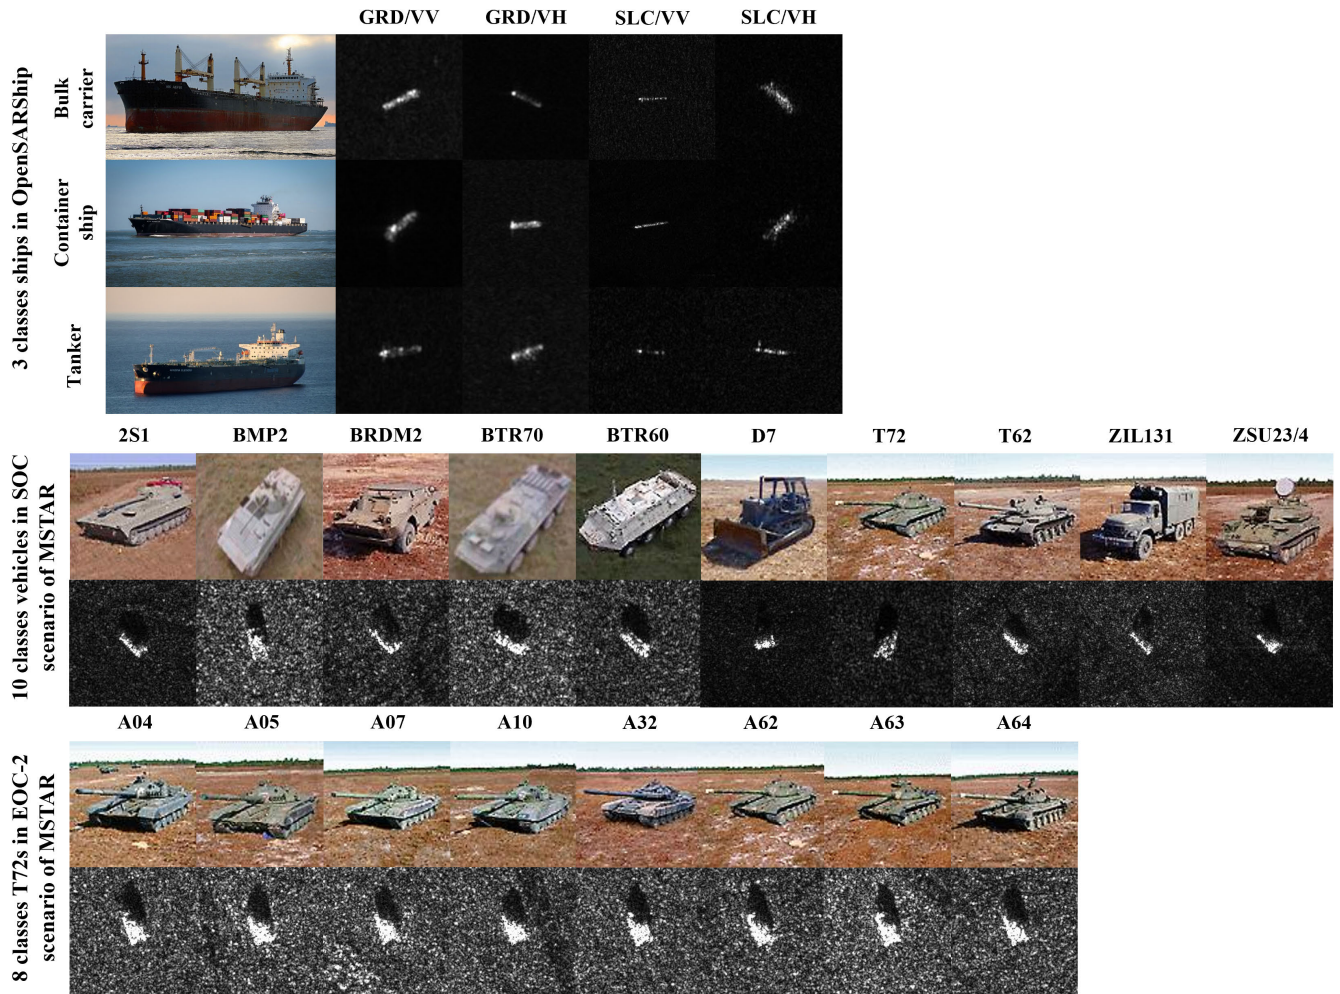 GRD/VV GRD/VH SLC/VV SLC/VH
3 classes ships in OpenSARShip
Bulk
carrier
Container
ship
Tanker
10 classes vehicles in SOC
scenario of MSTAR
2S1 BMP2 BRDM2 BTR70 BTR60 D7 T72 T62 ZIL131 ZSU23/4
8 classes T72s in EOC-2
scenario of MSTAR
A04 A05 A07 A10 A32 A62 A63 A64